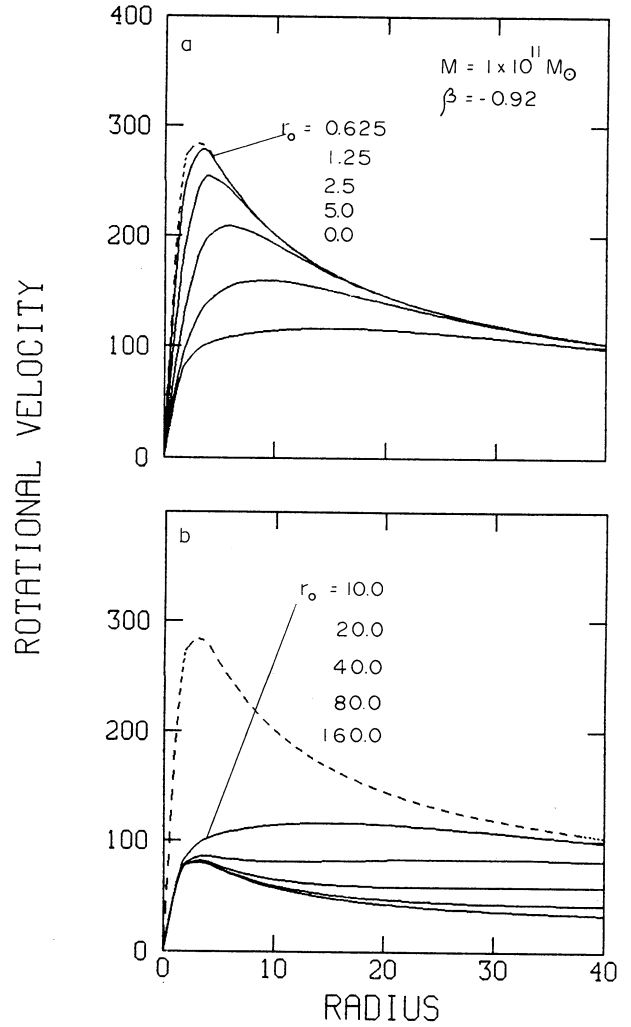 400
a
M = 1 x 10^11 M⊙
β = -0.92
300
r₀ = 0.625
1.25
2.5
5.0
0.0
200
100
0
ROTATIONAL VELOCITY
b
r₀ = 10.0
300
20.0
40.0
80.0
200
160.0
100
0
0 10 20 30 40
RADIUS